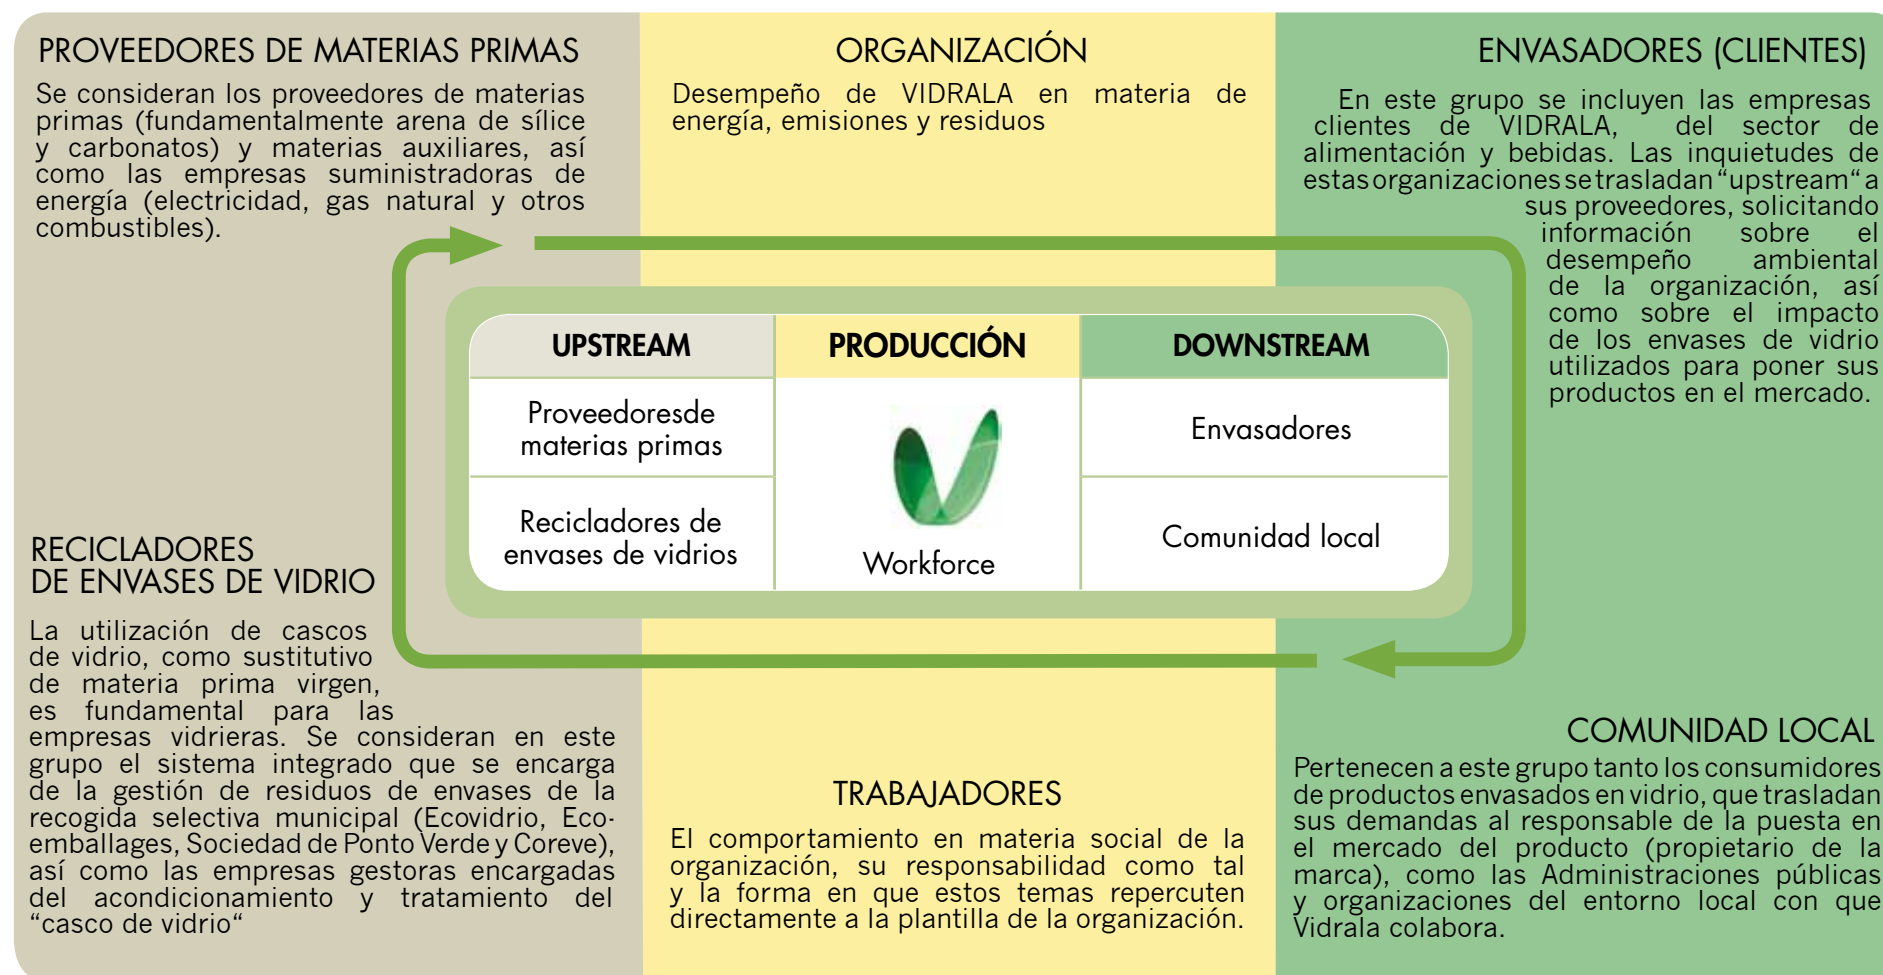 PROVEEDORES DE MATERIAS PRIMAS
Se consideran los proveedores de materias
primas (fundamentalmente arena de sílice
y carbonatos) y materias auxiliares, así
como las empresas suministradoras de
energía (electricidad, gas natural y otros
combustibles).
ORGANIZACIÓN
Desempeño de VIDRALA en materia de
energía, emisiones y residuos
ENVASADORES (CLIENTES)
En este grupo se incluyen las empresas
clientes de VIDRALA, del sector de
alimentación y bebidas. Las inquietudes de
estas organizaciones se trasladan “upstream“ a
sus proveedores, solicitando
información sobre el
desempeño ambiental
de la organización, así
como sobre el impacto
de los envases de vidrio
utilizados para poner sus
productos en el mercado.
UPSTREAM
PRODUCCIÓN
DOWNSTREAM
Proveedoresde
materias primas
Envasadores
Recicladores de
envases de vidrios
Workforce
Comunidad local
RECICLADORES
DE ENVASES DE VIDRIO
La utilización de cascos
de vidrio, como sustitutivo
de materia prima virgen,
es fundamental para las
empresas vidrieras. Se consideran en este
grupo el sistema integrado que se encarga
de la gestión de residuos de envases de la
recogida selectiva municipal (Ecovidrio, Eco-
emballages, Sociedad de Ponto Verde y Coreve),
así como las empresas gestoras encargadas
del acondicionamiento y tratamiento del
“casco de vidrio“
TRABAJADORES
El comportamiento en materia social de la
organización, su responsabilidad como tal
y la forma en que estos temas repercuten
directamente a la plantilla de la organización.
COMUNIDAD LOCAL
Pertenecen a este grupo tanto los consumidores
de productos envasados en vidrio, que trasladan
sus demandas al responsable de la puesta en
el mercado del producto (propietario de la
marca), como las Administraciones públicas
y organizaciones del entorno local con que
Vidrala colabora.